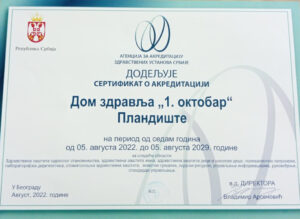 Република Србија
АГЕНЦИЈА ЗА АКРЕДИТАЦИЈУ
ЗДРАВСТВЕНИХ УСТАНОВА СРБИЈЕ
ДОДЕЉУЈЕ
СЕРТИФИКАТ О АКРЕДИТАЦИЈИ
Дом здравља „1. октобар“
Пландиште
на период од седам година
од 05. августа 2022. до 05. августа 2029. године
У Београду
Август, 2022. године
в.д. ДИРЕКТОРА
Владимир Арсеновић